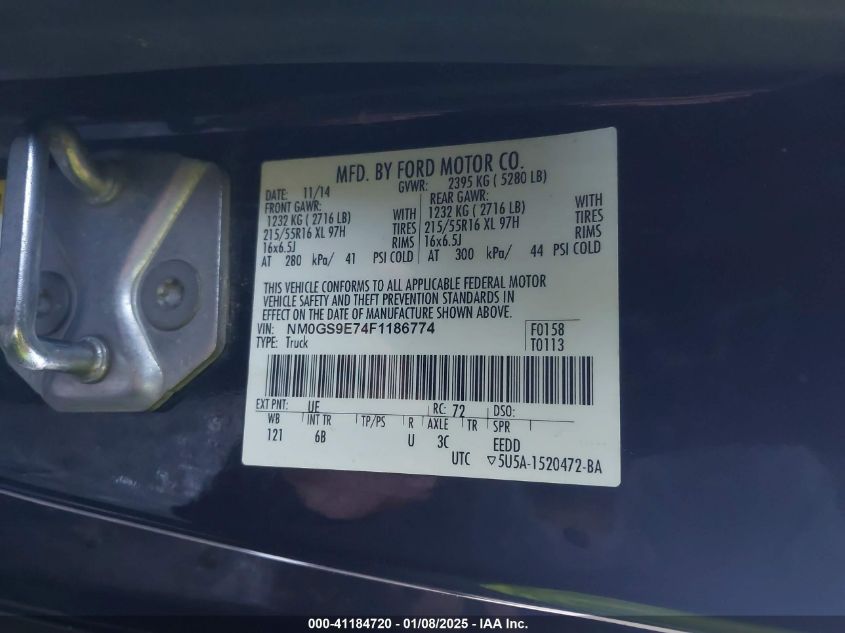 MFD. BY FORD MOTOR CO.
DATE: 11/14 GVWR: 2395 KG ( 5280 LB)
FRONT GAWR: REAR GAWR:
1232 KG (2716 LB) WITH 1232 KG (2716 LB) WITH
215/55R16 XL 97H TIRES 215/55R16 XL 97H TIRES
16x6.5J RIMS 16x6.5J RIMS
AT 280 kPa/ 41 PSI COLD AT 300 kPa/ 44 PSI COLD
THIS VEHICLE CONFORMS TO ALL APPLICABLE FEDERAL MOTOR
VEHICLE SAFETY AND THEFT PREVENTION STANDARDS IN
EFFECT ON THE DATE OF MANUFACTURE SHOWN ABOVE.
VIN: NM0GS9E74F1186774 F0158
TYPE: Truck T0113
EXT PNT: UE RC: 72 DSO:
WB INT TR TP/PS R AXLE TR SPR
121 6B U 3C EEDD
UTC ▽5U5A-1520472-BA
000-41184720 - 01/08/2025 - IAA Inc.